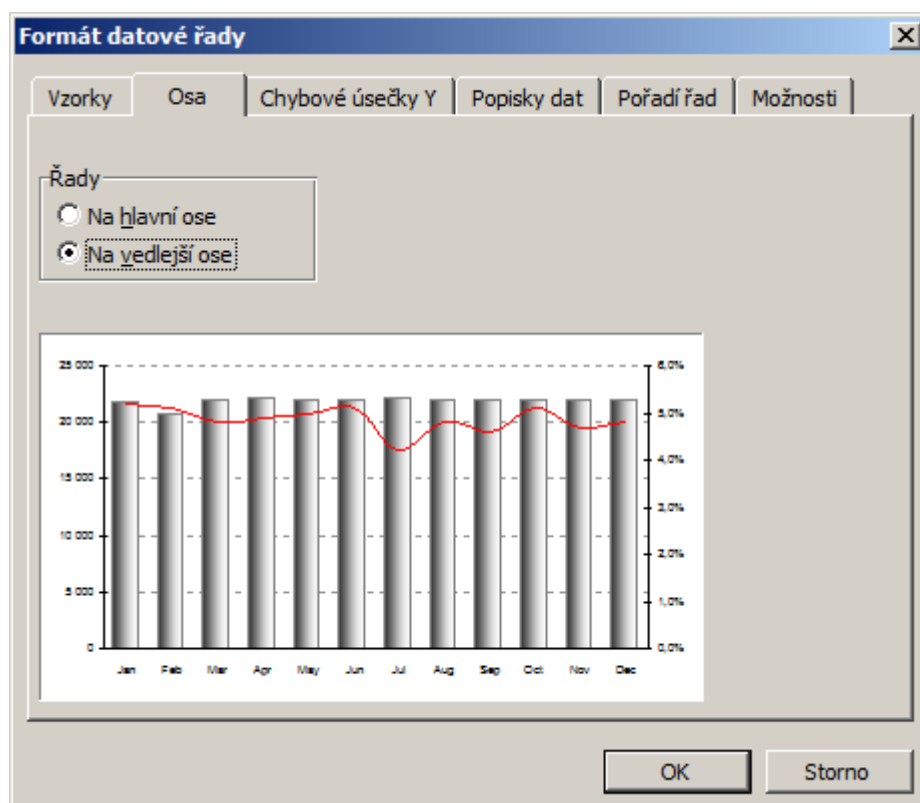 Formát datové řady
Vzorky Osa Chybové úsečky Y Popisky dat Pořadí řad Možnosti
Řady
Na hlavní ose
Na vedlejší ose
25 000 6,0%
20 000 5,0%
15 000 4,0%
10 000 3,0%
5 000 2,0%
0 1,0%
0,0%
Jan Feb Mar Apr May Jun Jul Aug Sep Oct Nov Dec
OK Storno